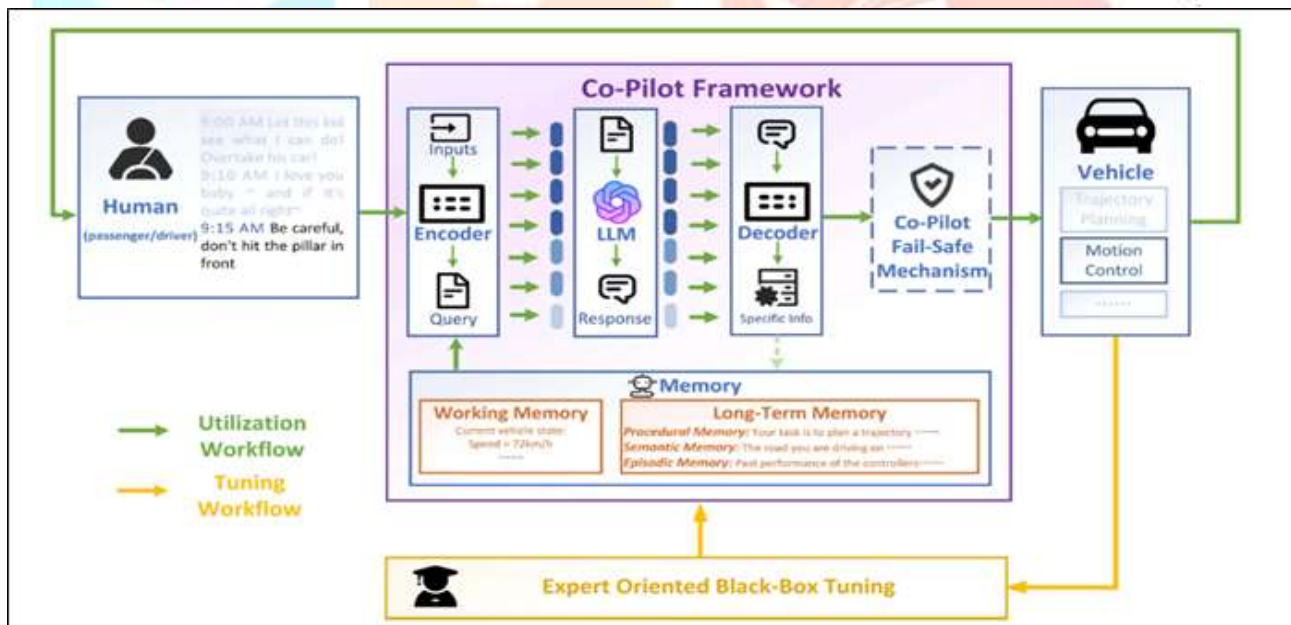 Co-Pilot Framework
9:00 AM Let this kid
see what I can do!
Overtake his car!
9:10 AM I love you
baby and if it's
quite all right~
9:15 AM Be careful,
don't hit the pillar in
front
Human
(passenger/driver)
Inputs
Encoder
Query
LLM
Response
Decoder
Specific Info
Co-Pilot
Fail-Safe
Mechanism
Vehicle
Trajectory
Planning
Motion
Control
......
Memory
Working Memory
Current vehicle state:
Speed = 72km/h
......
Long-Term Memory
Procedural Memory: Your task is to plan a trajectory ......
Semantic Memory: The road you are driving on ......
Episodic Memory: Past performance of the controllers......
Utilization
Workflow
Tuning
Workflow
Expert Oriented Black-Box Tuning